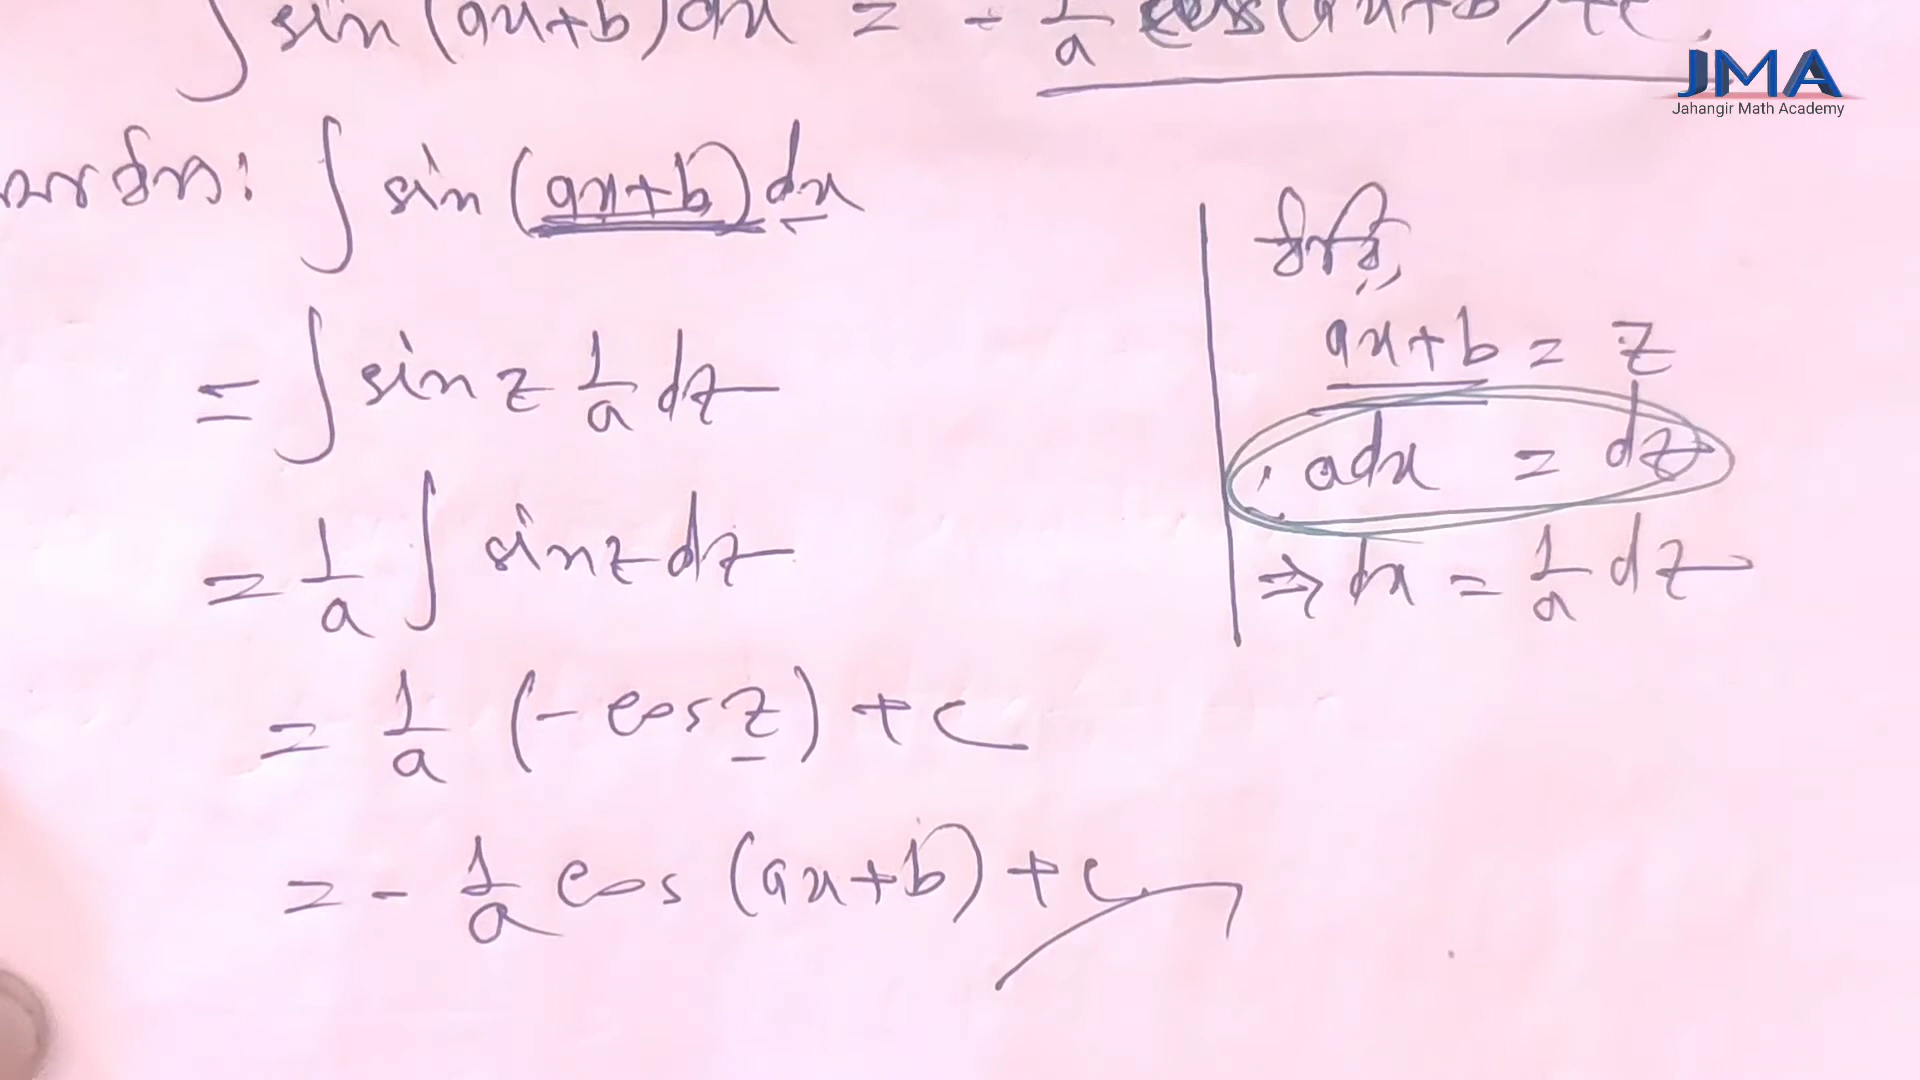 ∫ sin (ax+b) dx = - 1/a cos(ax+b) + c.
JMA
Jahangir Math Academy
∫ sin (ax+b) dx
= ∫ sin z 1/a dz
= 1/a ∫ sin z dz
= 1/a (- cos z) + c
= - 1/a cos (ax+b) + c
ধরি,
ax+b = z
adx = dz
⇒ dx = 1/a dz